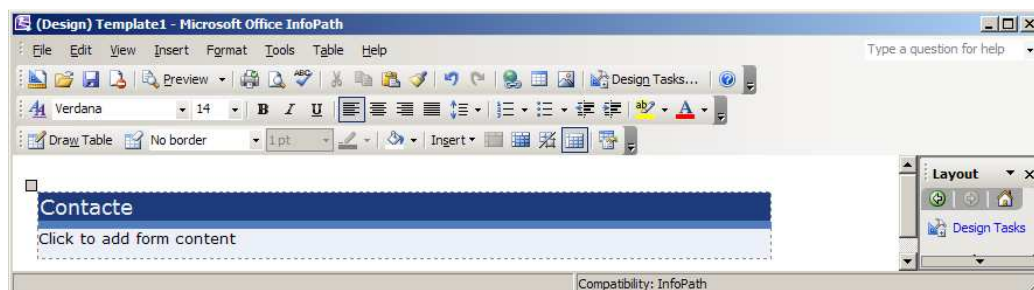 (Design) Template1 - Microsoft Office InfoPath
File Edit View Insert Format Tools Table Help Type a question for help
Preview Design Tasks...
Verdana 14 B I U
Draw Table No border 1 pt Insert
Layout
Contacte
Design Tasks
Click to add form content
Compatibility: InfoPath